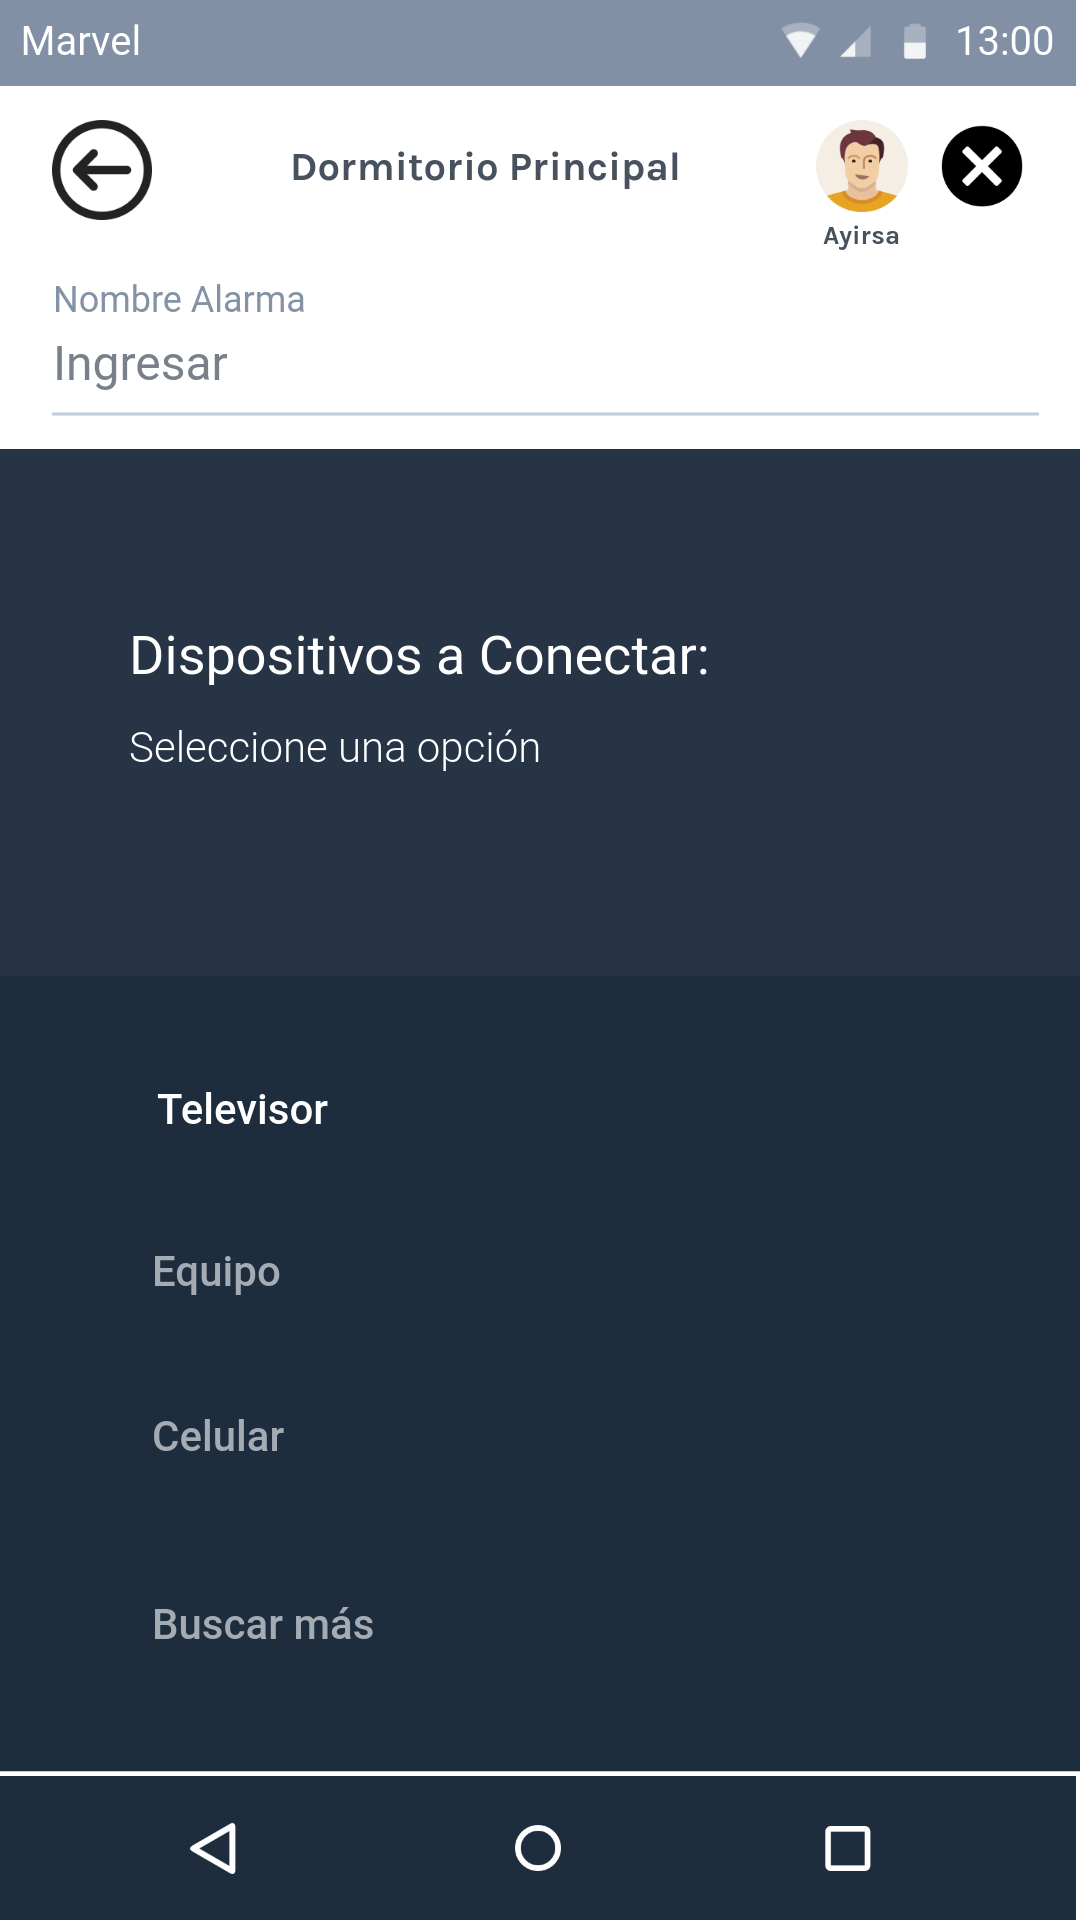 Marvel 13:00
Dormitorio Principal
Ayirsa
Nombre Alarma
Ingresar
Dispositivos a Conectar:
Seleccione una opción
Televisor
Equipo
Celular
Buscar más